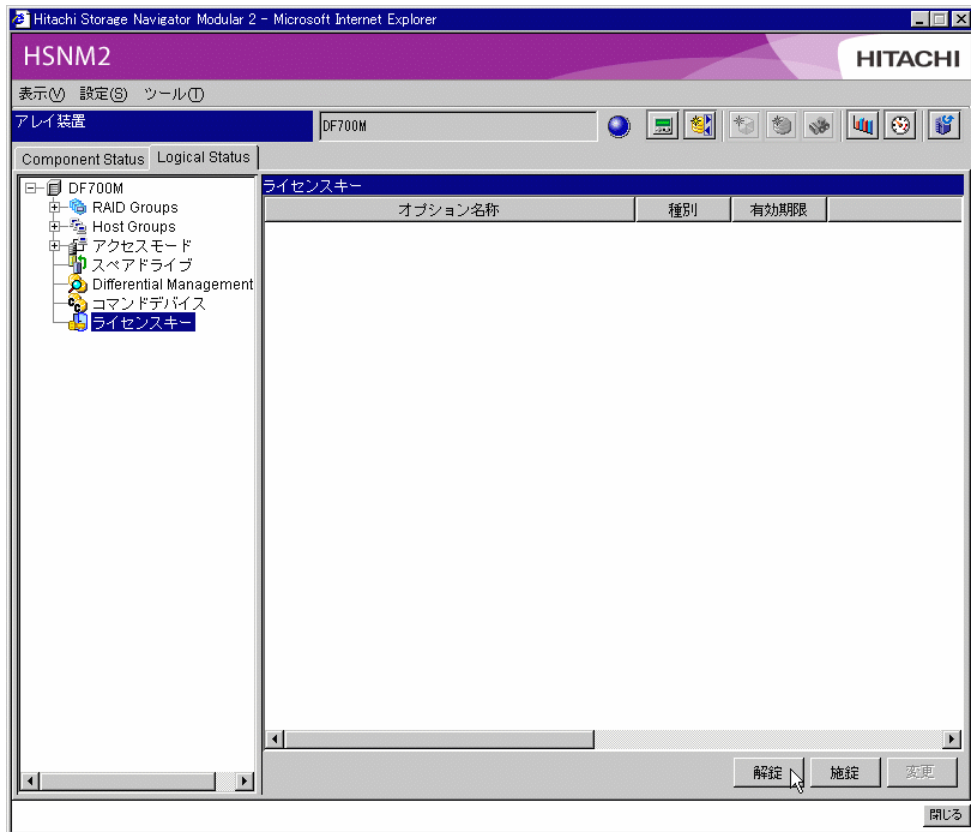 Hitachi Storage Navigator Modular 2 - Microsoft Internet Explorer
HSNM2
HITACHI
表示(V) 設定(S) ツール(T)
アレイ装置
DF700M
Component Status Logical Status
DF700M
RAID Groups
Host Groups
アクセスモード
スペアドライブ
Differential Management
コマンドデバイス
ライセンスキー
ライセンスキー
オプション名称 種別 有効期限
解錠 施錠 変更
閉じる